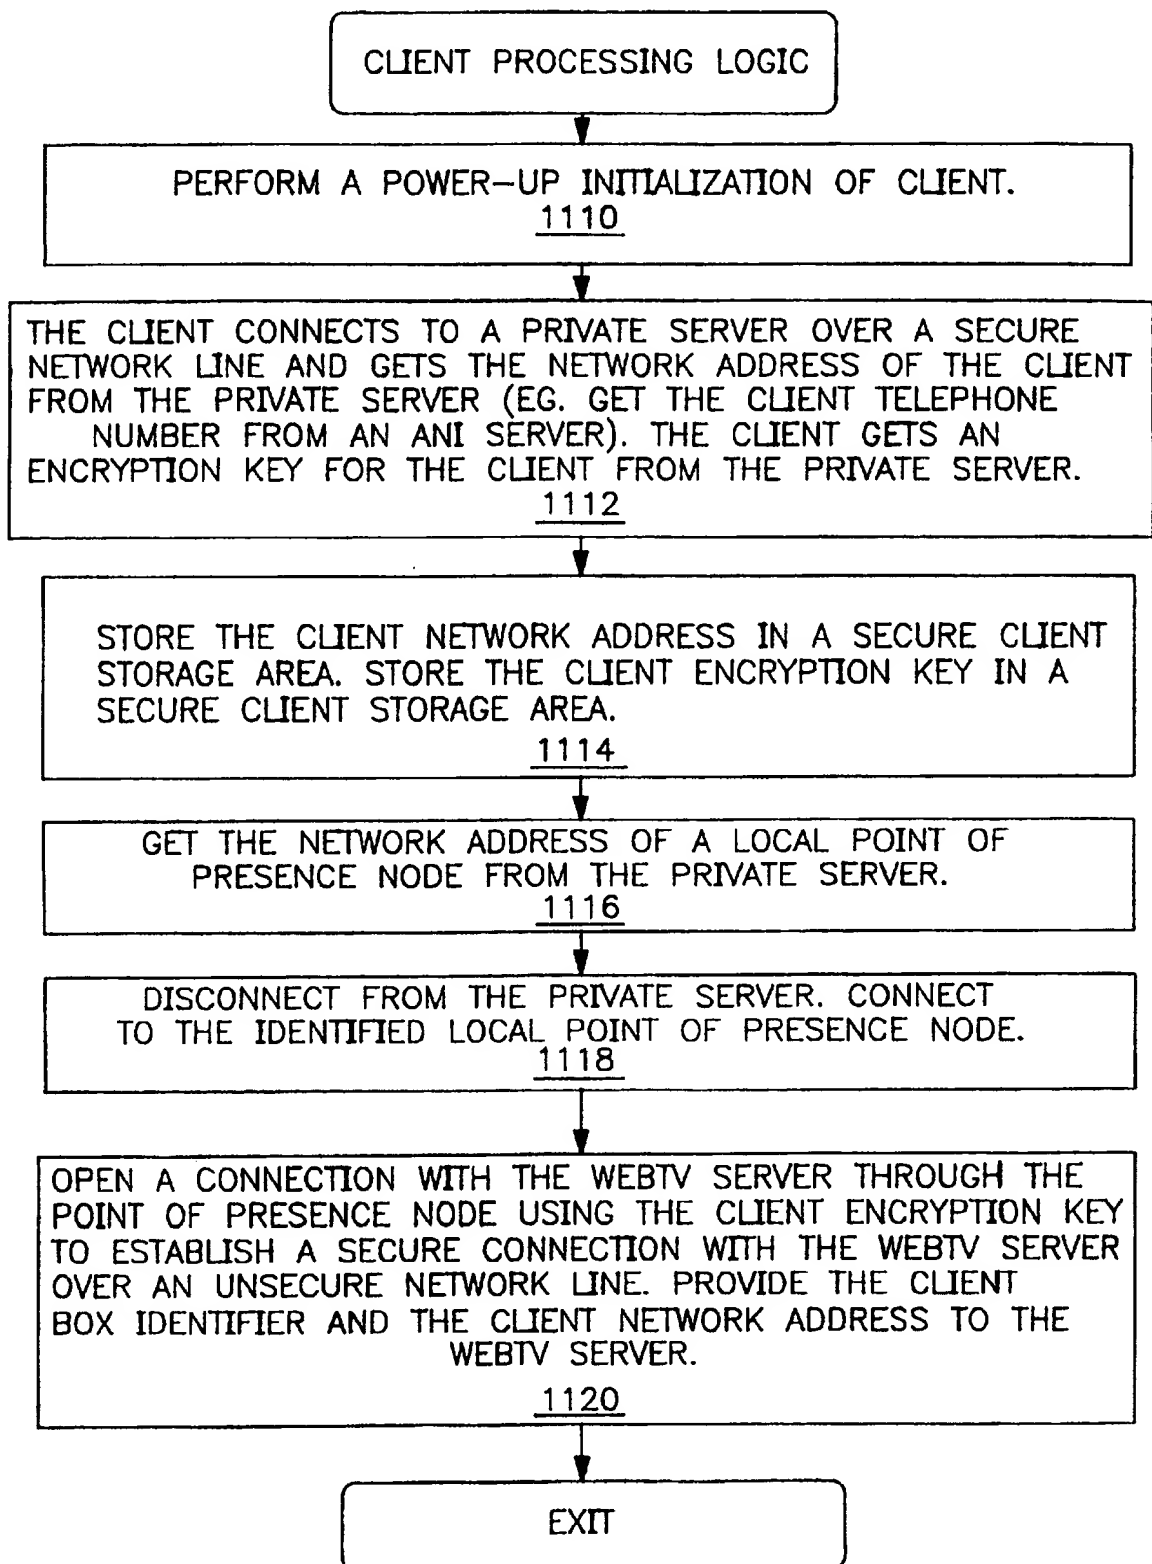 CLIENT PROCESSING LOGIC
PERFORM A POWER-UP INITIALIZATION OF CLIENT.
1110
THE CLIENT CONNECTS TO A PRIVATE SERVER OVER A SECURE
NETWORK LINE AND GETS THE NETWORK ADDRESS OF THE CLIENT
FROM THE PRIVATE SERVER (EG. GET THE CLIENT TELEPHONE
NUMBER FROM AN ANI SERVER). THE CLIENT GETS AN
ENCRYPTION KEY FOR THE CLIENT FROM THE PRIVATE SERVER.
1112
STORE THE CLIENT NETWORK ADDRESS IN A SECURE CLIENT
STORAGE AREA. STORE THE CLIENT ENCRYPTION KEY IN A
SECURE CLIENT STORAGE AREA.
1114
GET THE NETWORK ADDRESS OF A LOCAL POINT OF
PRESENCE NODE FROM THE PRIVATE SERVER.
1116
DISCONNECT FROM THE PRIVATE SERVER. CONNECT
TO THE IDENTIFIED LOCAL POINT OF PRESENCE NODE.
1118
OPEN A CONNECTION WITH THE WEBTV SERVER THROUGH THE
POINT OF PRESENCE NODE USING THE CLIENT ENCRYPTION KEY
TO ESTABLISH A SECURE CONNECTION WITH THE WEBTV SERVER
OVER AN UNSECURE NETWORK LINE. PROVIDE THE CLIENT
BOX IDENTIFIER AND THE CLIENT NETWORK ADDRESS TO THE
WEBTV SERVER.
1120
EXIT